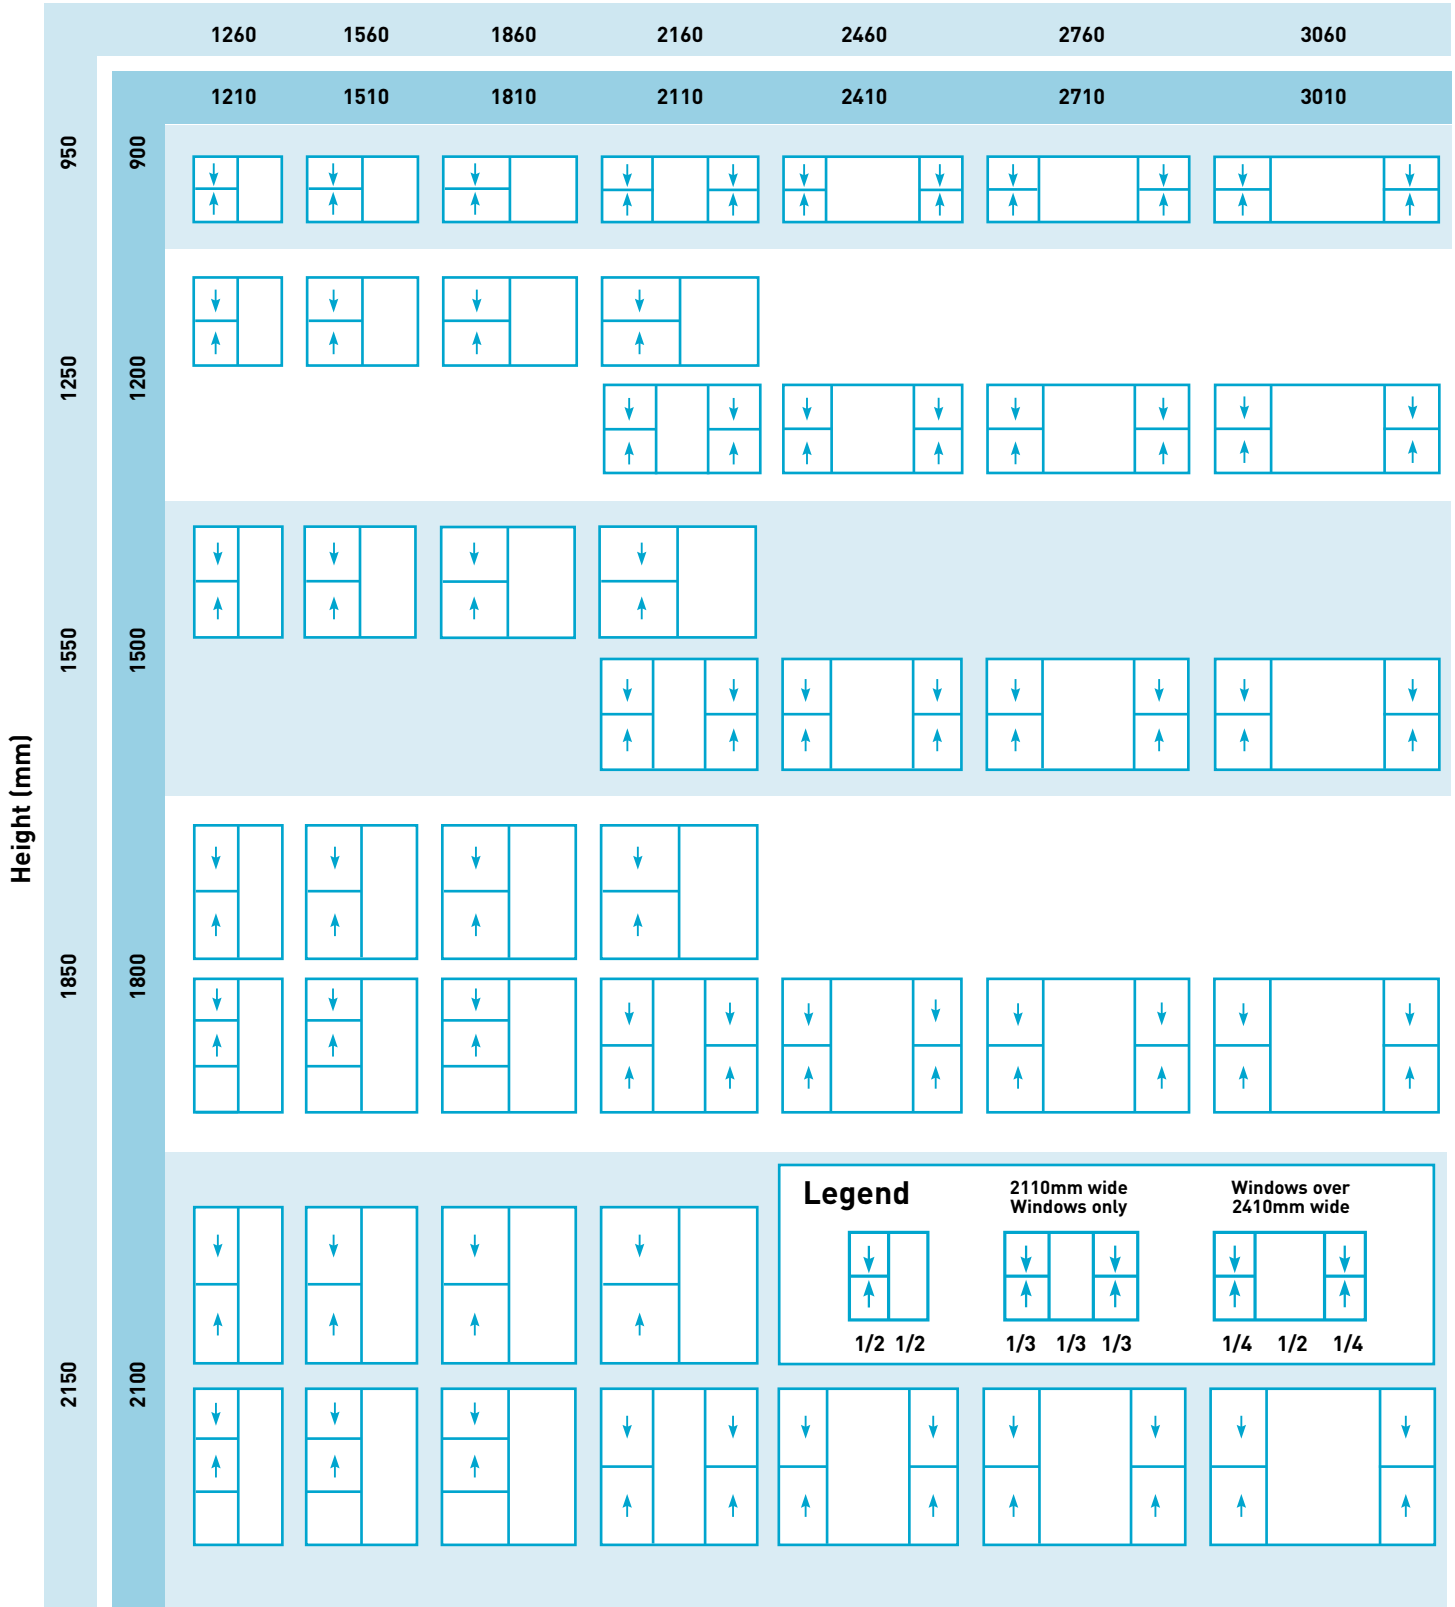 1260 1560 1860 2160 2460 2760 3060
1210 1510 1810 2110 2410 2710 3010
Height (mm)
950 900
1250 1200
1550 1500
1850 1800
2150 2100
Legend
2110mm wide
Windows only
Windows over
2410mm wide
1/2 1/2
1/3 1/3 1/3
1/4 1/2 1/4